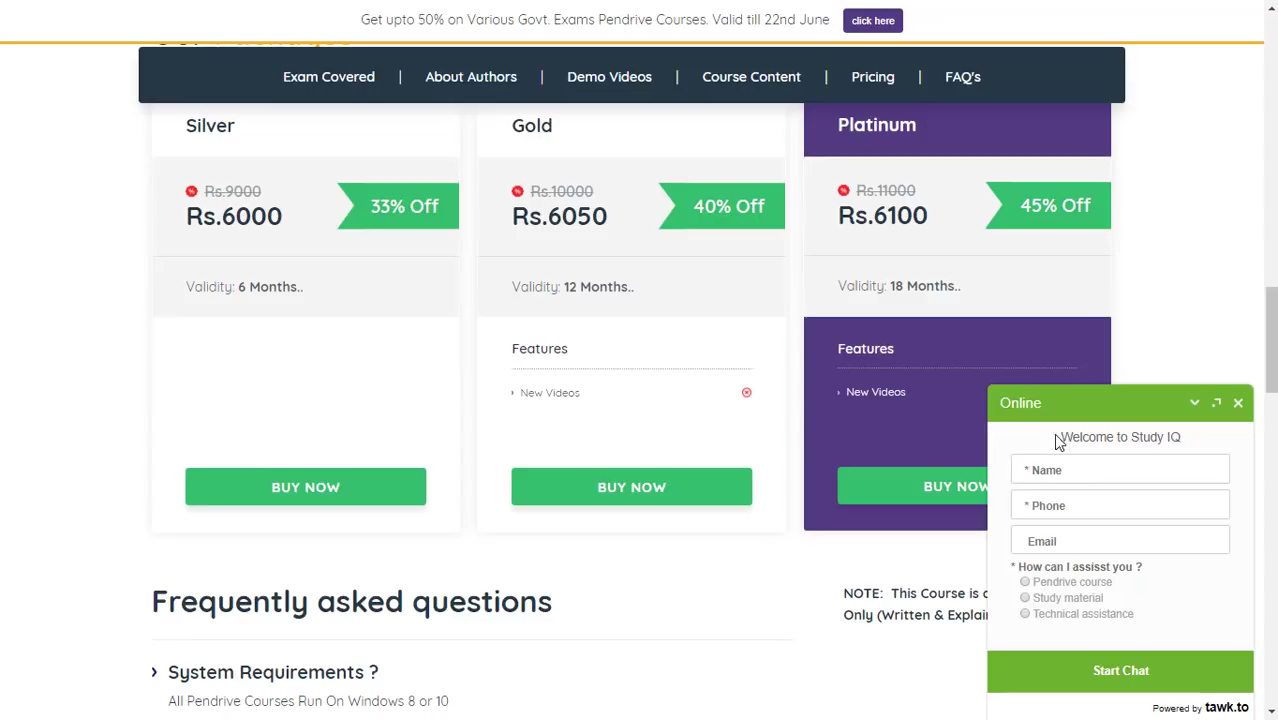 Get upto 50% on Various Govt. Exams Pendrive Courses. Valid till 22nd June
click here
Exam Covered | About Authors | Demo Videos | Course Content | Pricing | FAQ's
Silver
Rs.9000
Rs.6000
33% Off
Validity: 6 Months..
BUY NOW
Gold
Rs.10000
Rs.6050
40% Off
Validity: 12 Months..
Features
New Videos
BUY NOW
Platinum
Rs.11000
Rs.6100
45% Off
Validity: 18 Months..
Features
New Videos
BUY NOW
Frequently asked questions
System Requirements ?
All Pendrive Courses Run On Windows 8 or 10
NOTE: This Course is
Only (Written &
Online
Welcome to Study IQ
* Name
* Phone
Email
* How can I assisst you ?
Pendrive course
Study material
Technical assistance
Start Chat
Powered by tawk.to